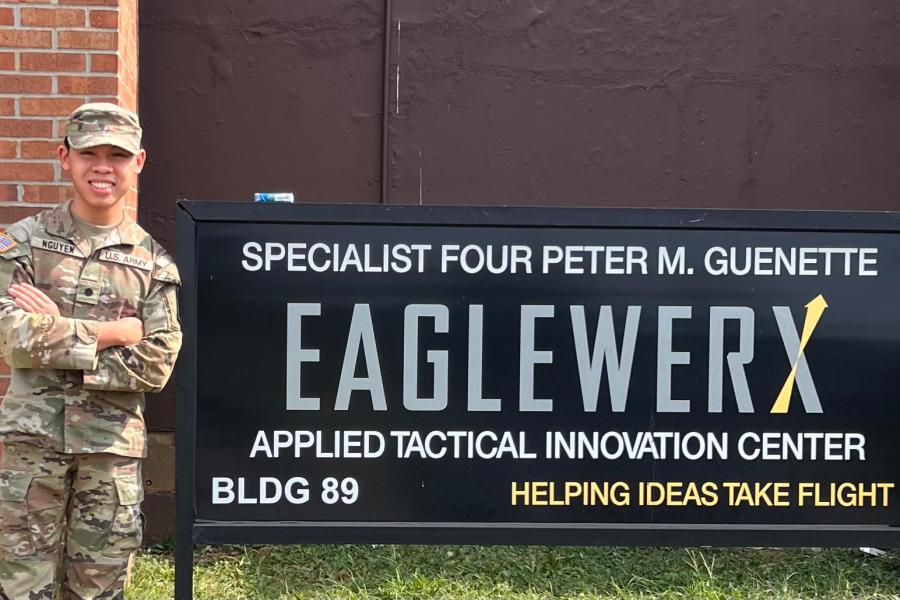 NGUYEN
U.S. ARMY
SPECIALIST FOUR PETER M. GUENETTE
EAGLEWERX
APPLIED TACTICAL INNOVATION CENTER
BLDG 89
HELPING IDEAS TAKE FLIGHT